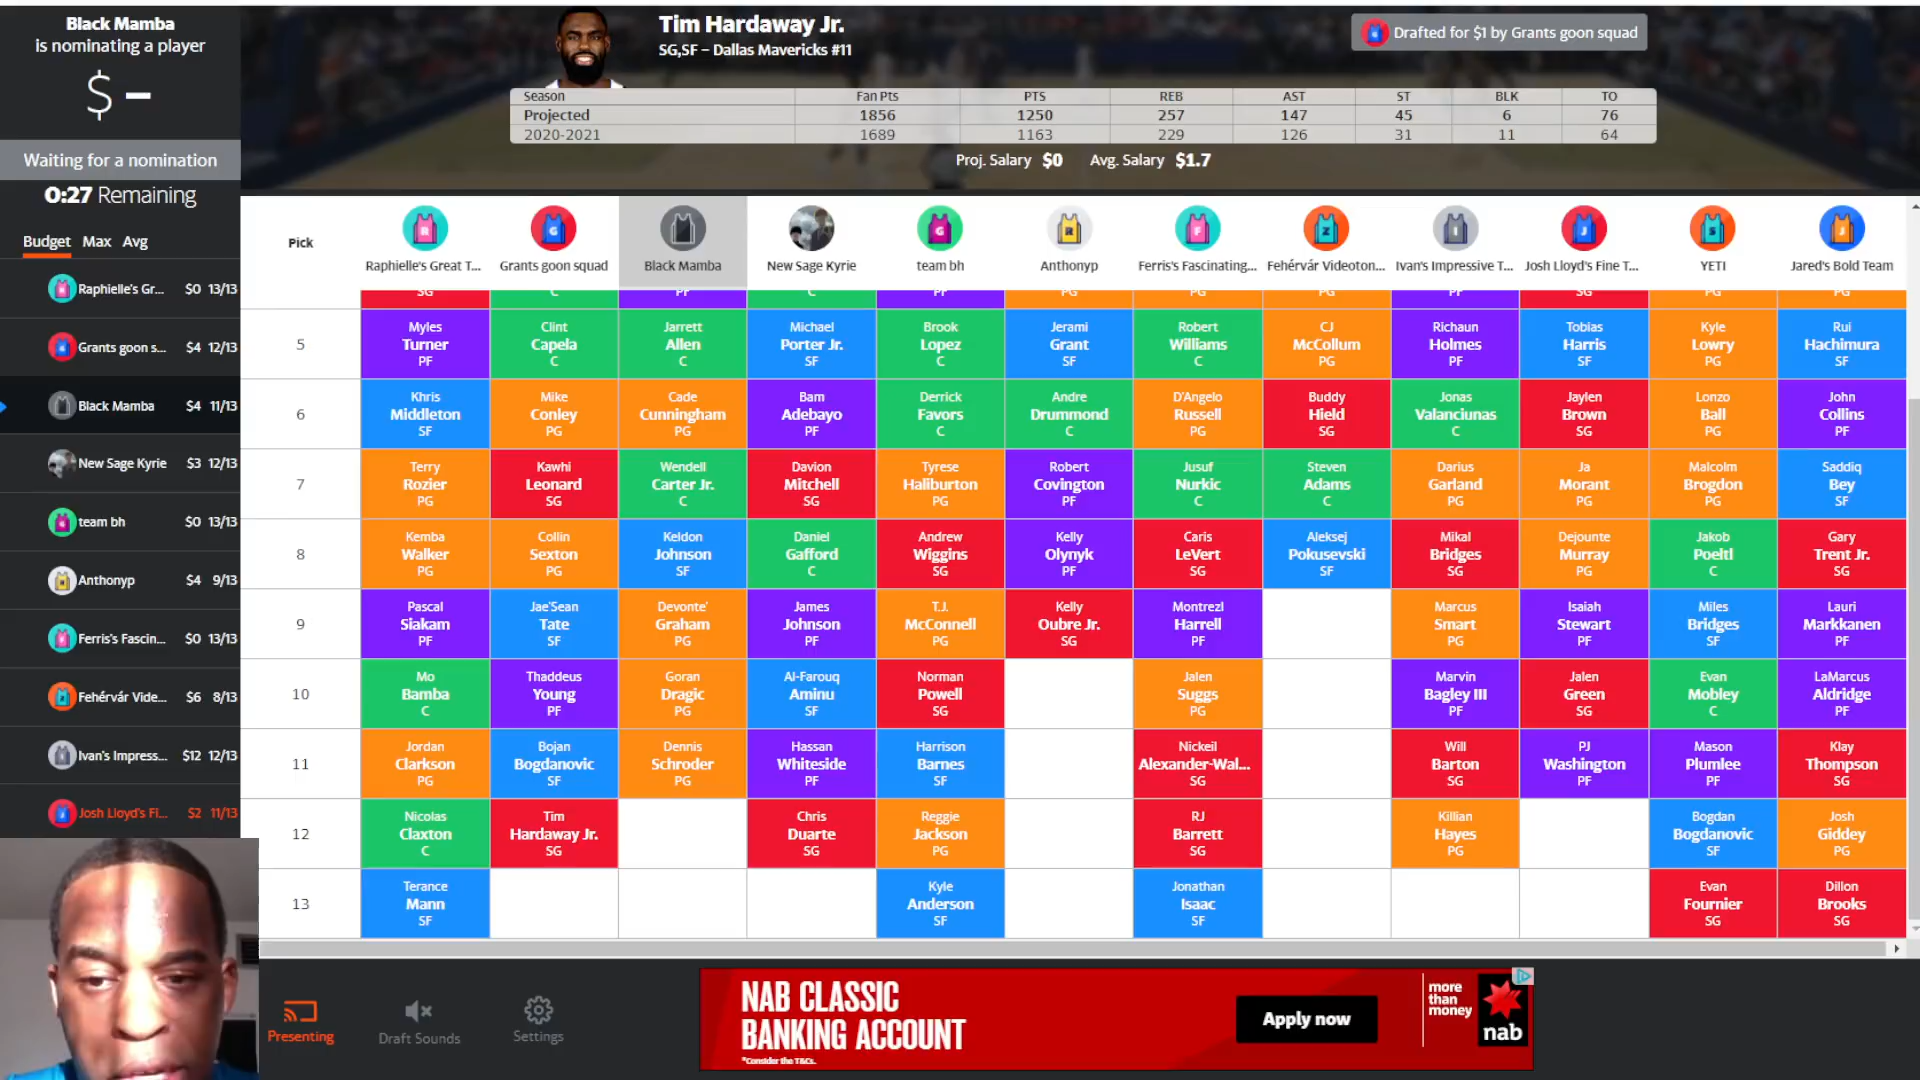 Black Mamba
is nominating a player
$ –
Waiting for a nomination
0:27 Remaining
Budget Max Avg
Raphielle's Gr... $0 13/13
Grants goon s... $4 12/13
Black Mamba $4 11/13
New Sage Kyrie $3 12/13
team bh $0 13/13
Anthonyp $4 9/13
Ferris's Fascin... $0 13/13
Fehérvár Vide... $6 8/13
Ivan's Impress... $12 12/13
Josh Lloyd's Fi... $2 11/13
Tim Hardaway Jr.
SG,SF – Dallas Mavericks #11
Drafted for $1 by Grants goon squad
Season Fan Pts PTS REB AST ST BLK TO
Projected 1856 1250 257 147 45 6 76
2020-2021 1689 1163 229 126 31 11 64
Proj. Salary $0 Avg. Salary $1.7
Pick Raphielle's Great T... Grants goon squad Black Mamba New Sage Kyrie team bh Anthonyp Ferris's Fascinating... Fehérvár Videoton... Ivan's Impressive T... Josh Lloyd's Fine T... YETI Jared's Bold Team
SG C PF C PF PG PG PG PF SG PG PG
Myles Clint Jarrett Michael Brook Jerami Robert CJ Richaun Tobias Kyle Rui
5 Turner Capela Allen Porter Jr. Lopez Grant Williams McCollum Holmes Harris Lowry Hachimura
PF C C SF C SF C PG PF SF PG SF
Khris Mike Cade Bam Derrick Andre D'Angelo Buddy Jonas Jaylen Lonzo John
6 Middleton Conley Cunningham Adebayo Favors Drummond Russell Hield Valanciunas Brown Ball Collins
SF PG PG PF C C PG SG C SG PG PF
Terry Kawhi Wendell Davion Tyrese Robert Jusuf Steven Darius Ja Malcolm Saddiq
7 Rozier Leonard Carter Jr. Mitchell Haliburton Covington Nurkic Adams Garland Morant Brogdon Bey
PG SG C SG PG PF C C PG PG PG SF
Kemba Collin Keldon Daniel Andrew Kelly Caris Aleksej Mikal Dejounte Jakob Gary
8 Walker Sexton Johnson Gafford Wiggins Olynyk LeVert Pokusevski Bridges Murray Poeltl Trent Jr.
PG PG SF C SG PF SG SF SG PG C SG
Pascal Jae'Sean Devonte' James T.J. Kelly Montrezl Marcus Isaiah Miles Lauri
9 Siakam Tate Graham Johnson McConnell Oubre Jr. Harrell Smart Stewart Bridges Markkanen
PF SF PG PF PG SG PF PG PF SF PF
Mo Thaddeus Goran Al-Farouq Norman Jalen Marvin Jalen Evan LaMarcus
10 Bamba Young Dragic Aminu Powell Suggs Bagley III Green Mobley Aldridge
C PF PG SF SG PG PF SG C PF
Jordan Bojan Dennis Hassan Harrison Nickeil Will PJ Mason Klay
11 Clarkson Bogdanovic Schroder Whiteside Barnes Alexander-Wal... Barton Washington Plumlee Thompson
PG SF PG PF SF SG SG PF PF SG
Nicolas Tim Chris Reggie RJ Killian Bogdan Josh
12 Claxton Hardaway Jr. Duarte Jackson Barrett Hayes Bogdanovic Giddey
C SG SG PG SG PG SF PG
Terance Kyle Jonathan Evan Dillon
13 Mann Anderson Isaac Fournier Brooks
SF SF SF SG SG
Presenting Draft Sounds Settings
NAB CLASSIC
BANKING ACCOUNT
*Consider the T&Cs.
Apply now
more
than
money
nab